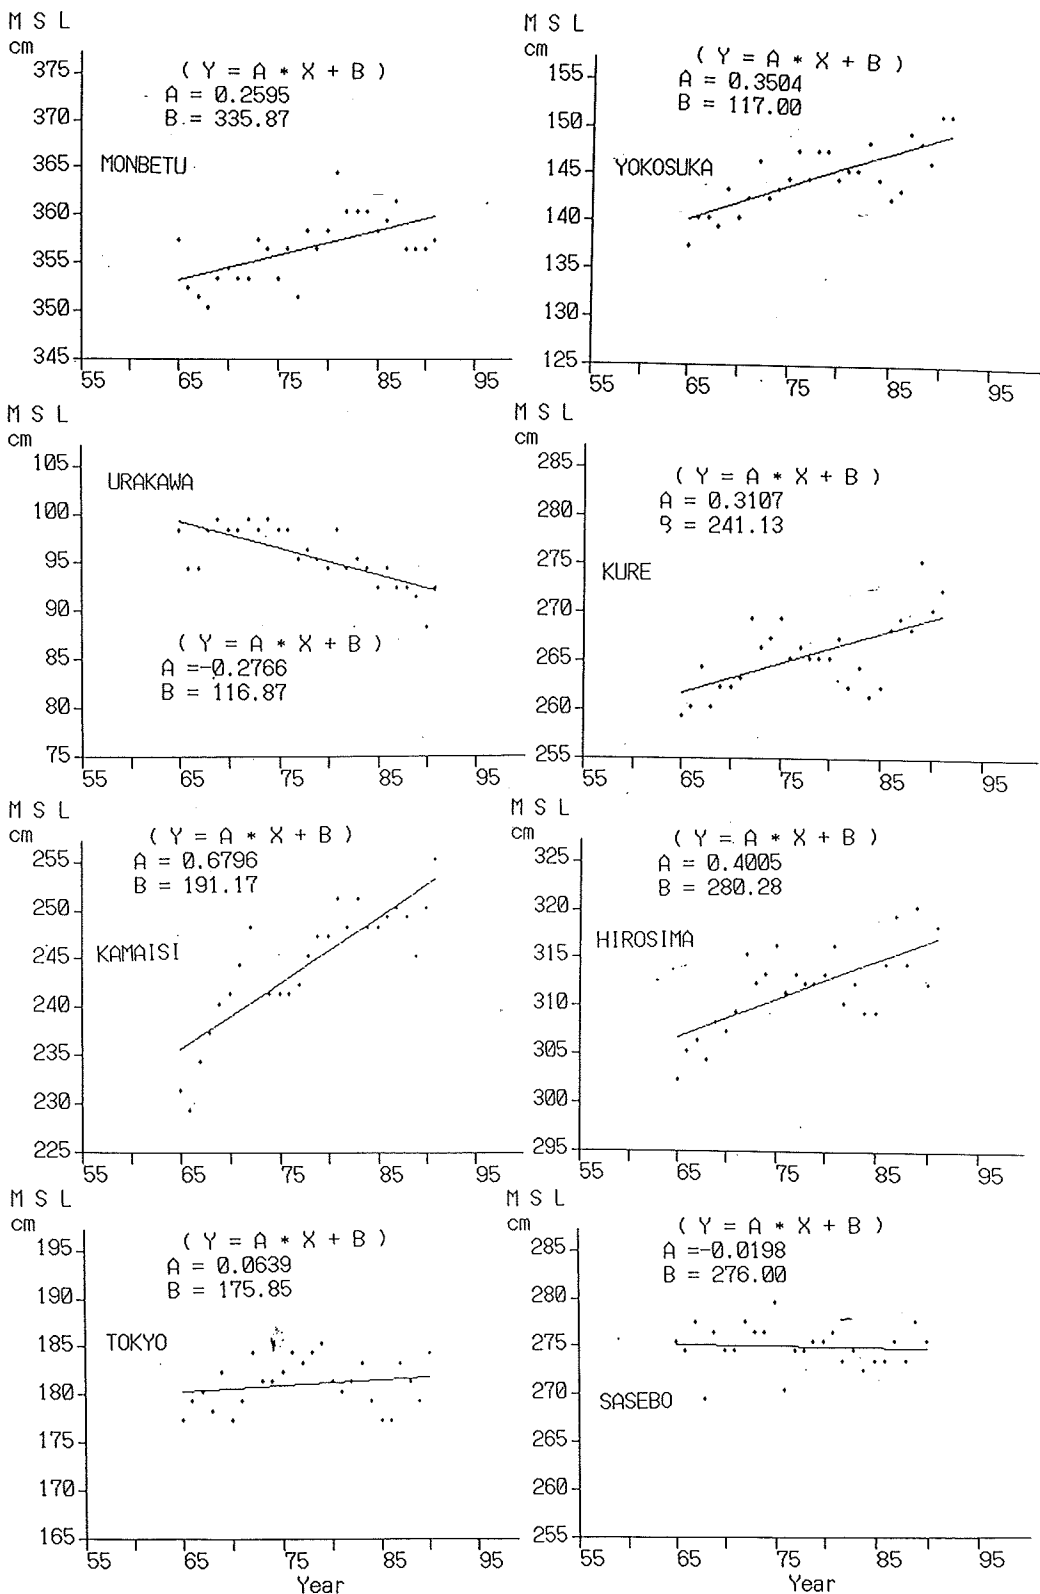 M S L
cm
375
370
365
360
355
350
345
( Y = A * X + B )
A = 0.2595
B = 335.87
MONBETU
55 65 75 85 95
M S L
cm
155
150
145
140
135
130
125
( Y = A * X + B )
A = 0.3504
B = 117.00
YOKOSUKA
55 65 75 85 95
M S L
cm
105
100
95
90
85
80
75
URAKAWA
( Y = A * X + B )
A =-0.2766
B = 116.87
55 65 75 85 95
M S L
cm
285
280
275
270
265
260
255
( Y = A * X + B )
A = 0.3107
B = 241.13
KURE
55 65 75 85 95
M S L
cm
255
250
245
240
235
230
225
( Y = A * X + B )
A = 0.6796
B = 191.17
KAMAISI
55 65 75 85 95
M S L
cm
325
320
315
310
305
300
295
( Y = A * X + B )
A = 0.4005
B = 280.28
HIROSIMA
55 65 75 85 95
M S L
cm
195
190
185
180
175
170
165
( Y = A * X + B )
A = 0.0639
B = 175.85
TOKYO
55 65 75 85 95
Year
M S L
cm
285
280
275
270
265
260
255
( Y = A * X + B )
A =-0.0198
B = 276.00
SASEBO
55 65 75 85 95
Year